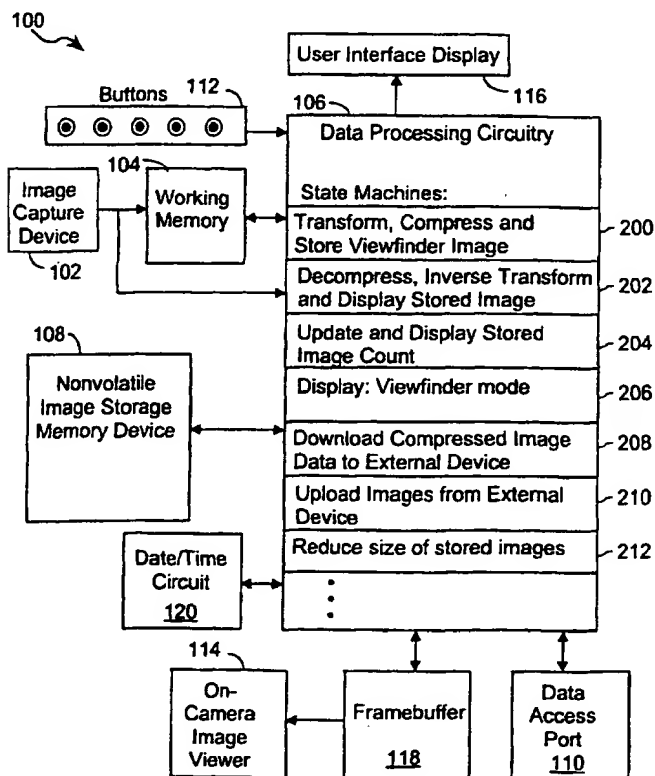 100
User Interface Display
116
Buttons
112
106
Data Processing Circuitry
State Machines:
104
Image
Capture
Device
102
Working
Memory
Transform, Compress and
Store Viewfinder Image
200
Decompress, Inverse Transform
and Display Stored Image
202
Update and Display Stored
Image Count
204
108
Nonvolatile
Image Storage
Memory Device
Display: Viewfinder mode
206
Download Compressed Image
Data to External Device
208
Upload Images from External
Device
210
Reduce size of stored images
212
Date/Time
Circuit
120
114
On-
Camera
Image
Viewer
Framebuffer
118
Data
Access
Port
110